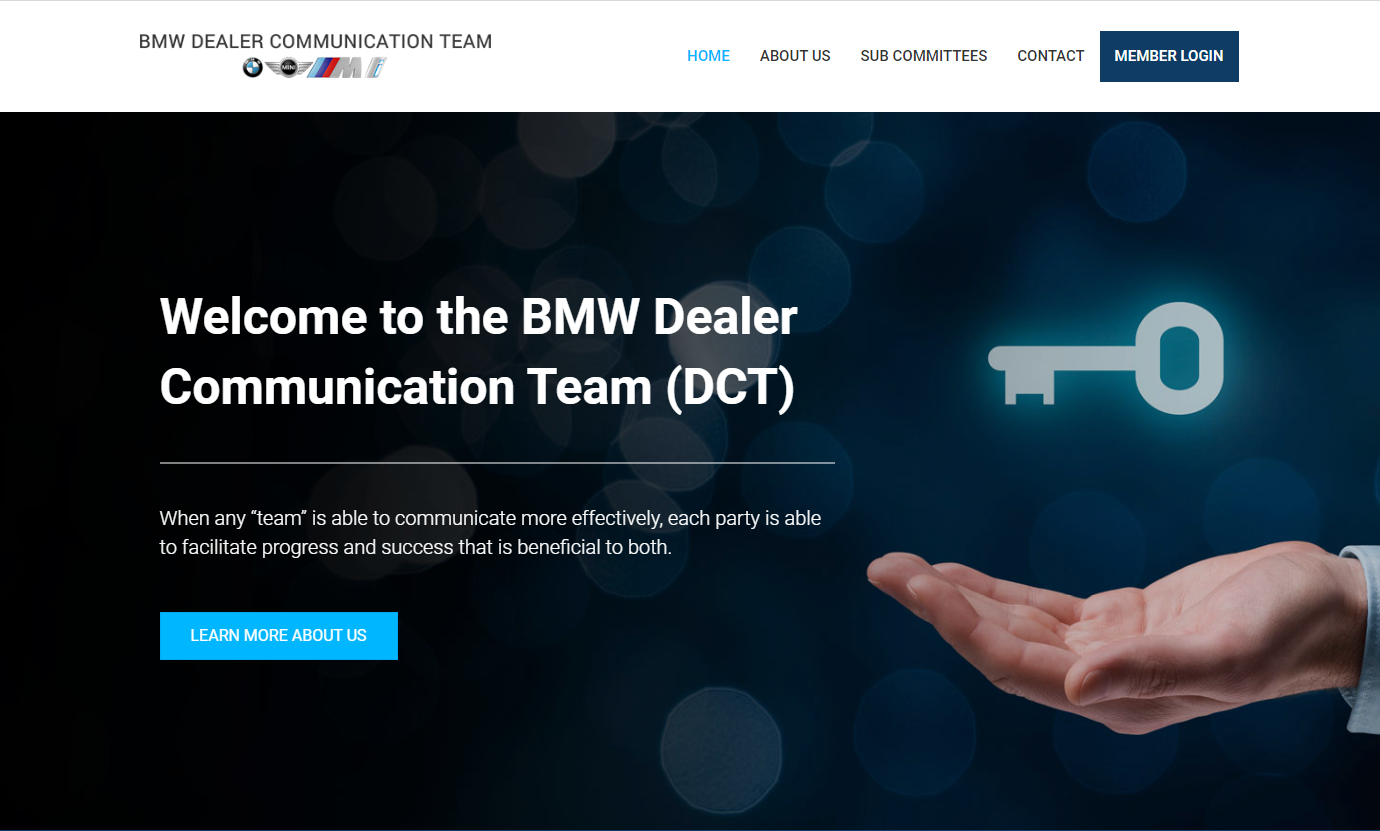 BMW DEALER COMMUNICATION TEAM
MINI
HOME
ABOUT US
SUB COMMITTEES
CONTACT
MEMBER LOGIN
Welcome to the BMW Dealer
Communication Team (DCT)
When any “team” is able to communicate more effectively, each party is able
to facilitate progress and success that is beneficial to both.
LEARN MORE ABOUT US